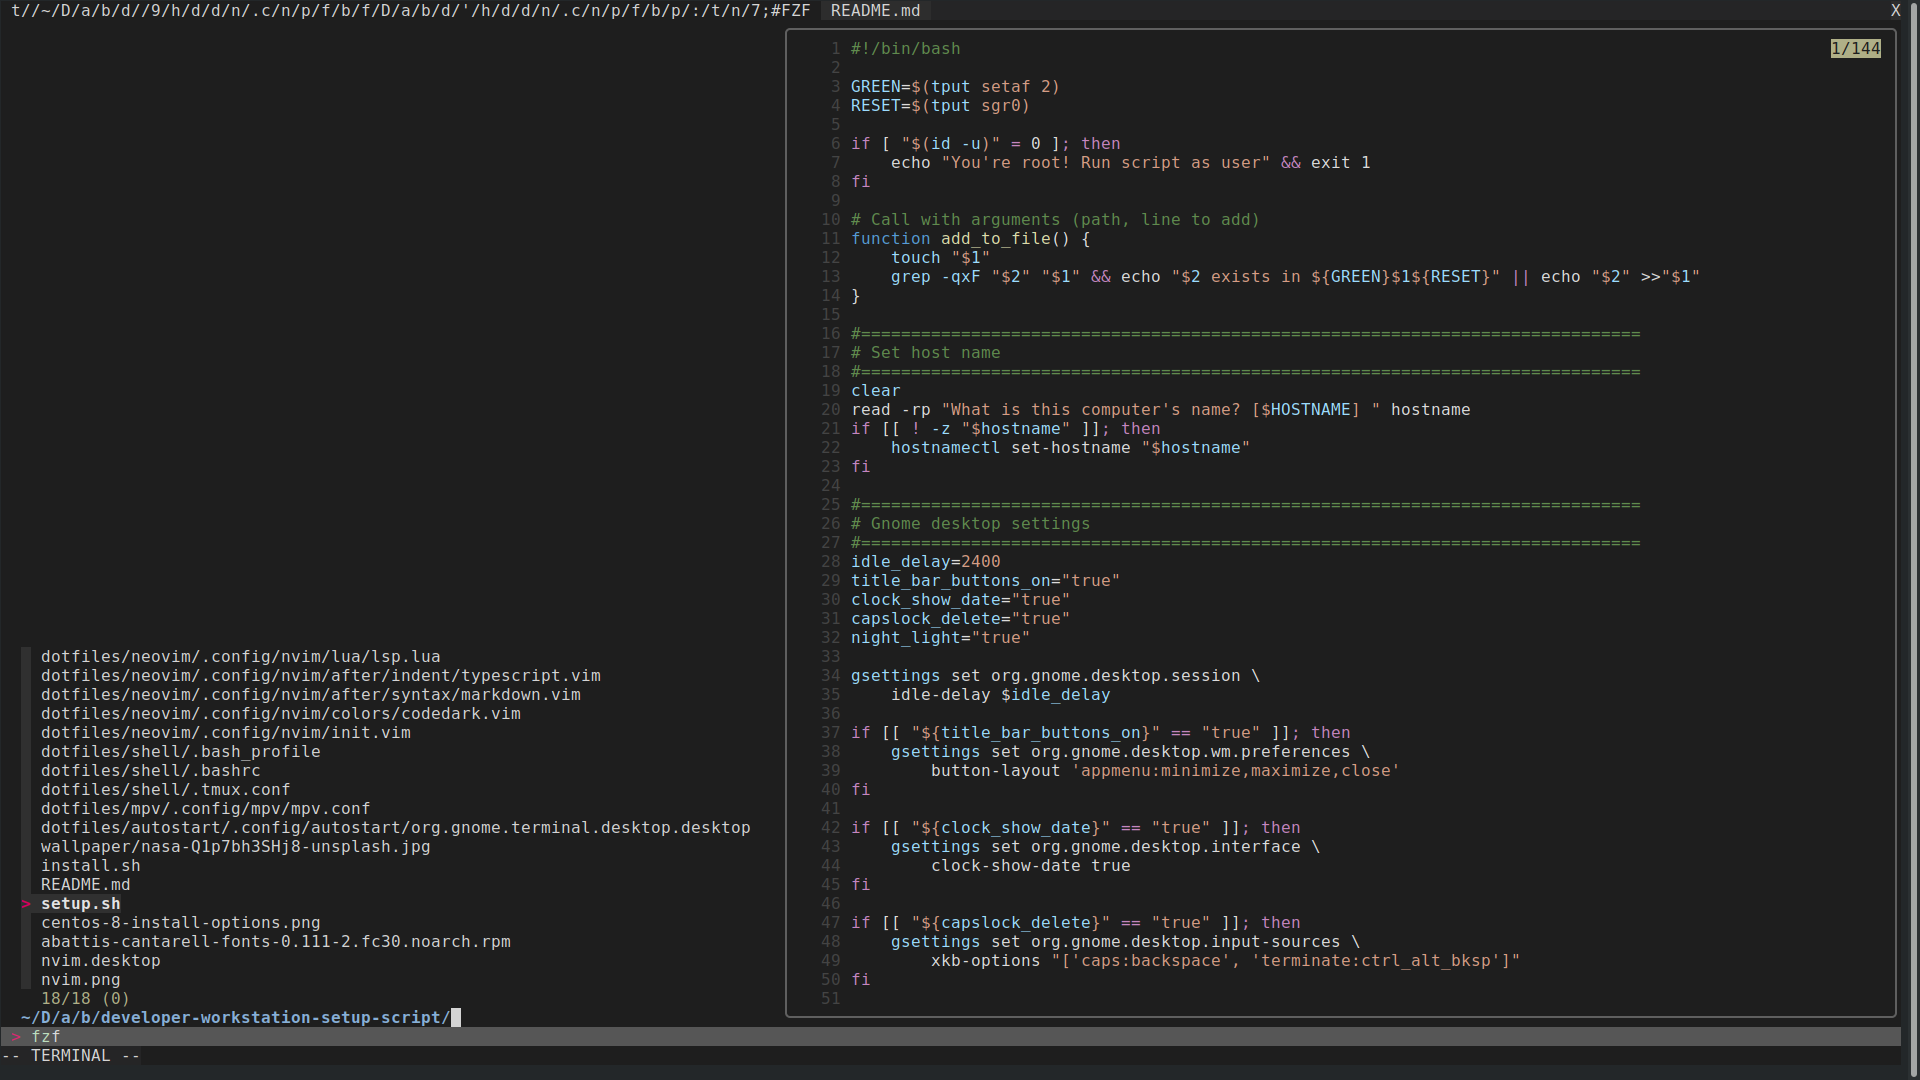 t//~/D/a/b/d//9/h/d/d/n/.c/n/p/f/b/f/D/a/b/d/'/h/d/d/n/.c/n/p/f/b/p/:/t/n/7;#FZF  README.md X
1 #!/bin/bash 1/144
2
3 GREEN=$(tput setaf 2)
4 RESET=$(tput sgr0)
5
6 if [ "$(id -u)" = 0 ]; then
7     echo "You're root! Run script as user" && exit 1
8 fi
9
10 # Call with arguments (path, line to add)
11 function add_to_file() {
12     touch "$1"
13     grep -qxF "$2" "$1" && echo "$2 exists in ${GREEN}$1${RESET}" || echo "$2" >>"$1"
14 }
15
16 #==============================================================================
17 # Set host name
18 #==============================================================================
19 clear
20 read -rp "What is this computer's name? [$HOSTNAME] " hostname
21 if [[ ! -z "$hostname" ]]; then
22     hostnamectl set-hostname "$hostname"
23 fi
24
25 #==============================================================================
26 # Gnome desktop settings
27 #==============================================================================
28 idle_delay=2400
29 title_bar_buttons_on="true"
30 clock_show_date="true"
31 capslock_delete="true"
32 night_light="true"
33
34 gsettings set org.gnome.desktop.session \
35     idle-delay $idle_delay
36
37 if [[ "${title_bar_buttons_on}" == "true" ]]; then
38     gsettings set org.gnome.desktop.wm.preferences \
39         button-layout 'appmenu:minimize,maximize,close'
40 fi
41
42 if [[ "${clock_show_date}" == "true" ]]; then
43     gsettings set org.gnome.desktop.interface \
44         clock-show-date true
45 fi
46
47 if [[ "${capslock_delete}" == "true" ]]; then
48     gsettings set org.gnome.desktop.input-sources \
49         xkb-options "['caps:backspace', 'terminate:ctrl_alt_bksp']"
50 fi
51
dotfiles/neovim/.config/nvim/lua/lsp.lua
dotfiles/neovim/.config/nvim/after/indent/typescript.vim
dotfiles/neovim/.config/nvim/after/syntax/markdown.vim
dotfiles/neovim/.config/nvim/colors/codedark.vim
dotfiles/neovim/.config/nvim/init.vim
dotfiles/shell/.bash_profile
dotfiles/shell/.bashrc
dotfiles/shell/.tmux.conf
dotfiles/mpv/.config/mpv/mpv.conf
dotfiles/autostart/.config/autostart/org.gnome.terminal.desktop.desktop
wallpaper/nasa-Q1p7bh3SHj8-unsplash.jpg
install.sh
README.md
> setup.sh
centos-8-install-options.png
abattis-cantarell-fonts-0.111-2.fc30.noarch.rpm
nvim.desktop
nvim.png
18/18 (0)
~/D/a/b/developer-workstation-setup-script/
> fzf
-- TERMINAL --